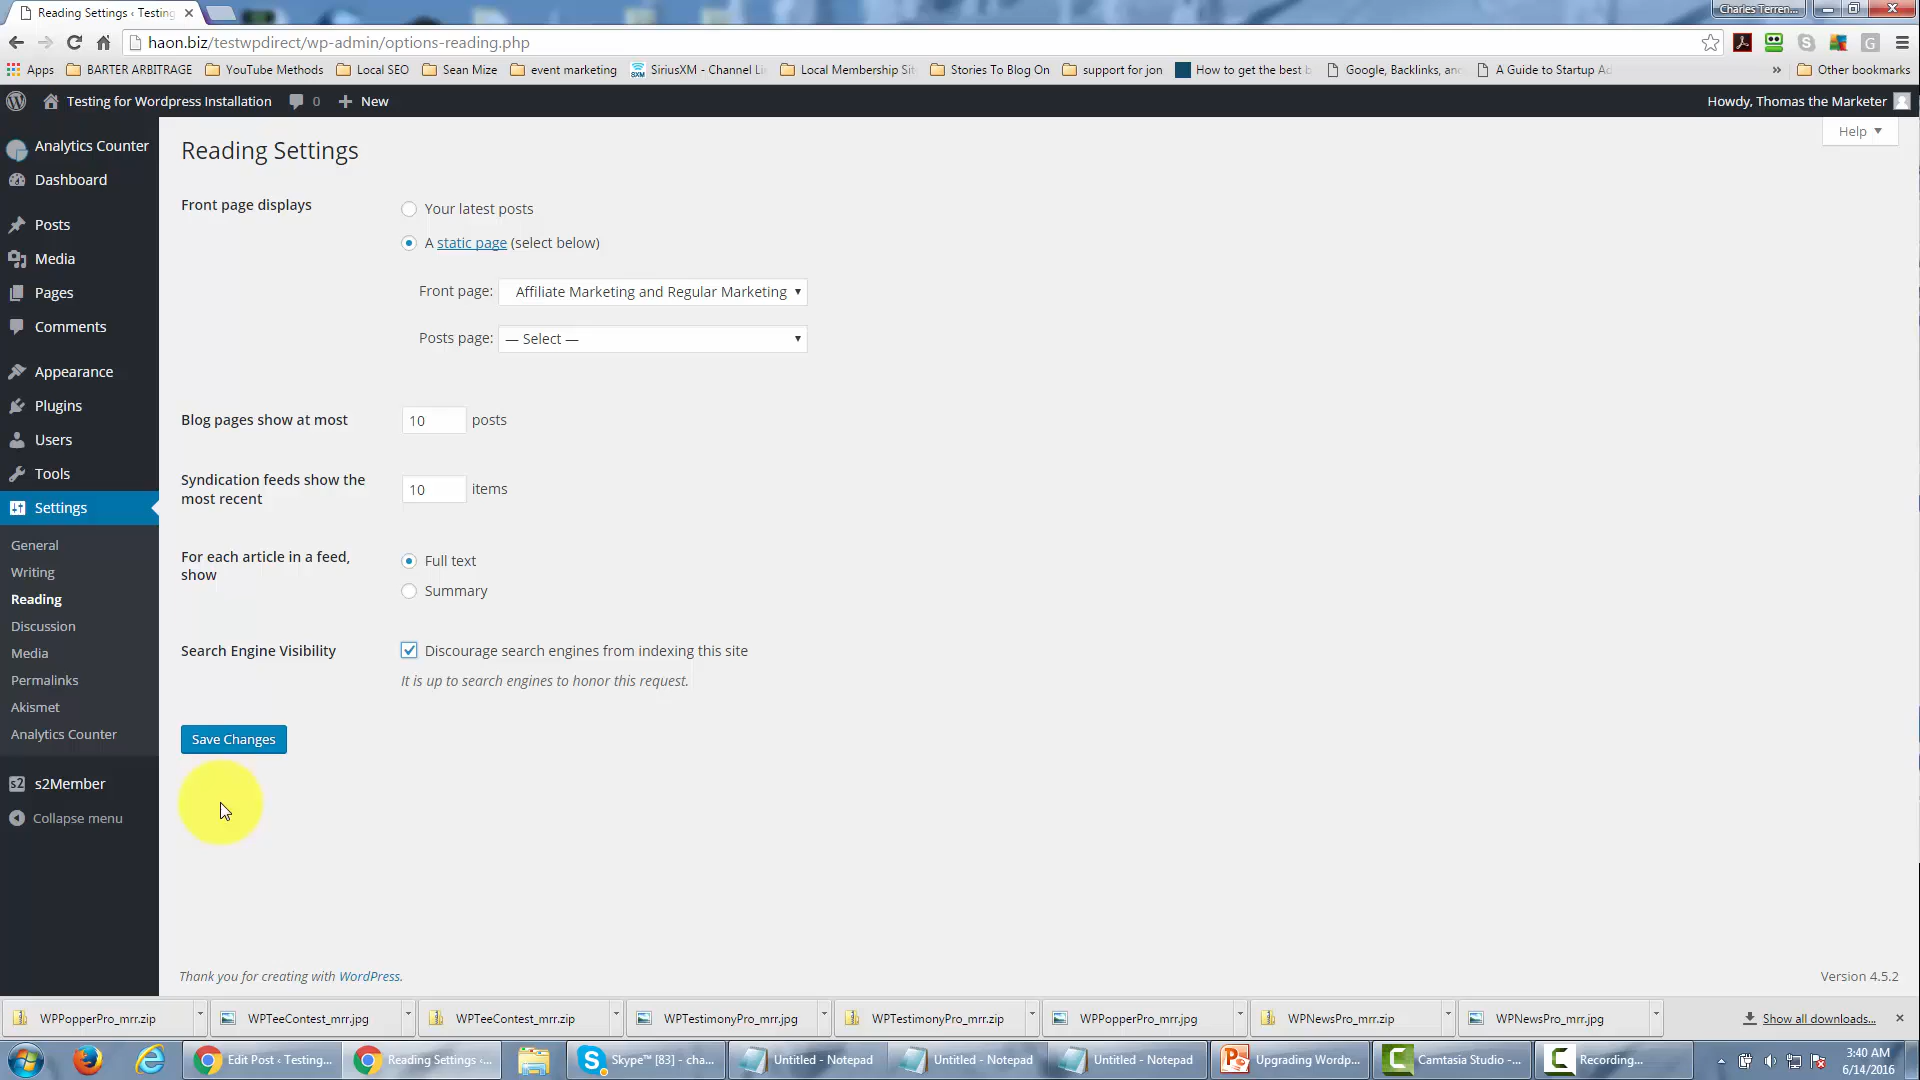 Reading Settings ‹ Testing
Charles Terren...
haon.biz/testwpdirect/wp-admin/options-reading.php
Apps BARTER ARBITRAGE YouTube Methods Local SEO Sean Mize event marketing SiriusXM - Channel Li Local Membership Sit Stories To Blog On support for jon How to get the best b Google, Backlinks, an A Guide to Startup Ad » Other bookmarks
Testing for Wordpress Installation 0 New Howdy, Thomas the Marketer
Help
Analytics Counter
Dashboard
Posts
Media
Pages
Comments
Appearance
Plugins
Users
Tools
Settings
General
Writing
Reading
Discussion
Media
Permalinks
Akismet
Analytics Counter
s2Member
Collapse menu
Reading Settings
Front page displays
Your latest posts
A static page (select below)
Front page: Affiliate Marketing and Regular Marketing
Posts page: — Select —
Blog pages show at most 10 posts
Syndication feeds show the
most recent
10 items
For each article in a feed,
show
Full text
Summary
Search Engine Visibility Discourage search engines from indexing this site
It is up to search engines to honor this request.
Save Changes
Thank you for creating with WordPress. Version 4.5.2
WPPopperPro_mrr.zip WPTeeContest_mrr.jpg WPTeeContest_mrr.zip WPTestimonyPro_mrr.jpg WPTestimonyPro_mrr.zip WPPopperPro_mrr.jpg WPNewsPro_mrr.zip WPNewsPro_mrr.jpg Show all downloads...
Edit Post ‹ Testing... Reading Settings ‹... Skype™ [83] - cha... Untitled - Notepad Untitled - Notepad Untitled - Notepad Upgrading Wordp... Camtasia Studio -... Recording...
3:40 AM
6/14/2016